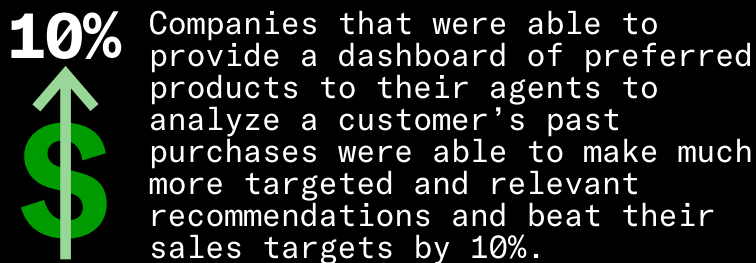 10%
Companies that were able to
provide a dashboard of preferred
products to their agents to
analyze a customer’s past
purchases were able to make much
more targeted and relevant
recommendations and beat their
sales targets by 10%.
$